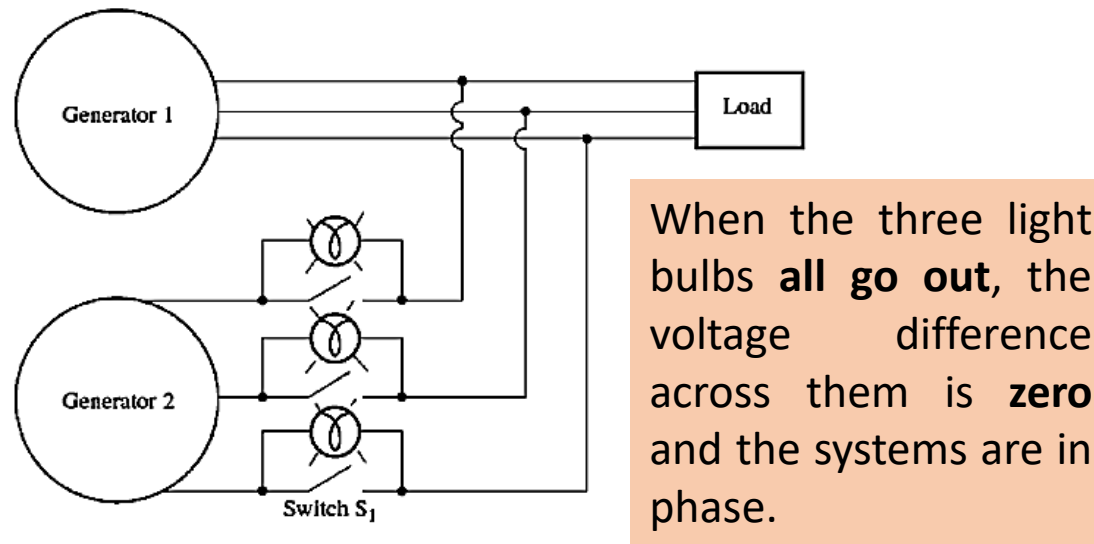 Generator 1
Load
When the three light
bulbs all go out, the
voltage difference
across them is zero
and the systems are in
phase.
Generator 2
Switch S₁